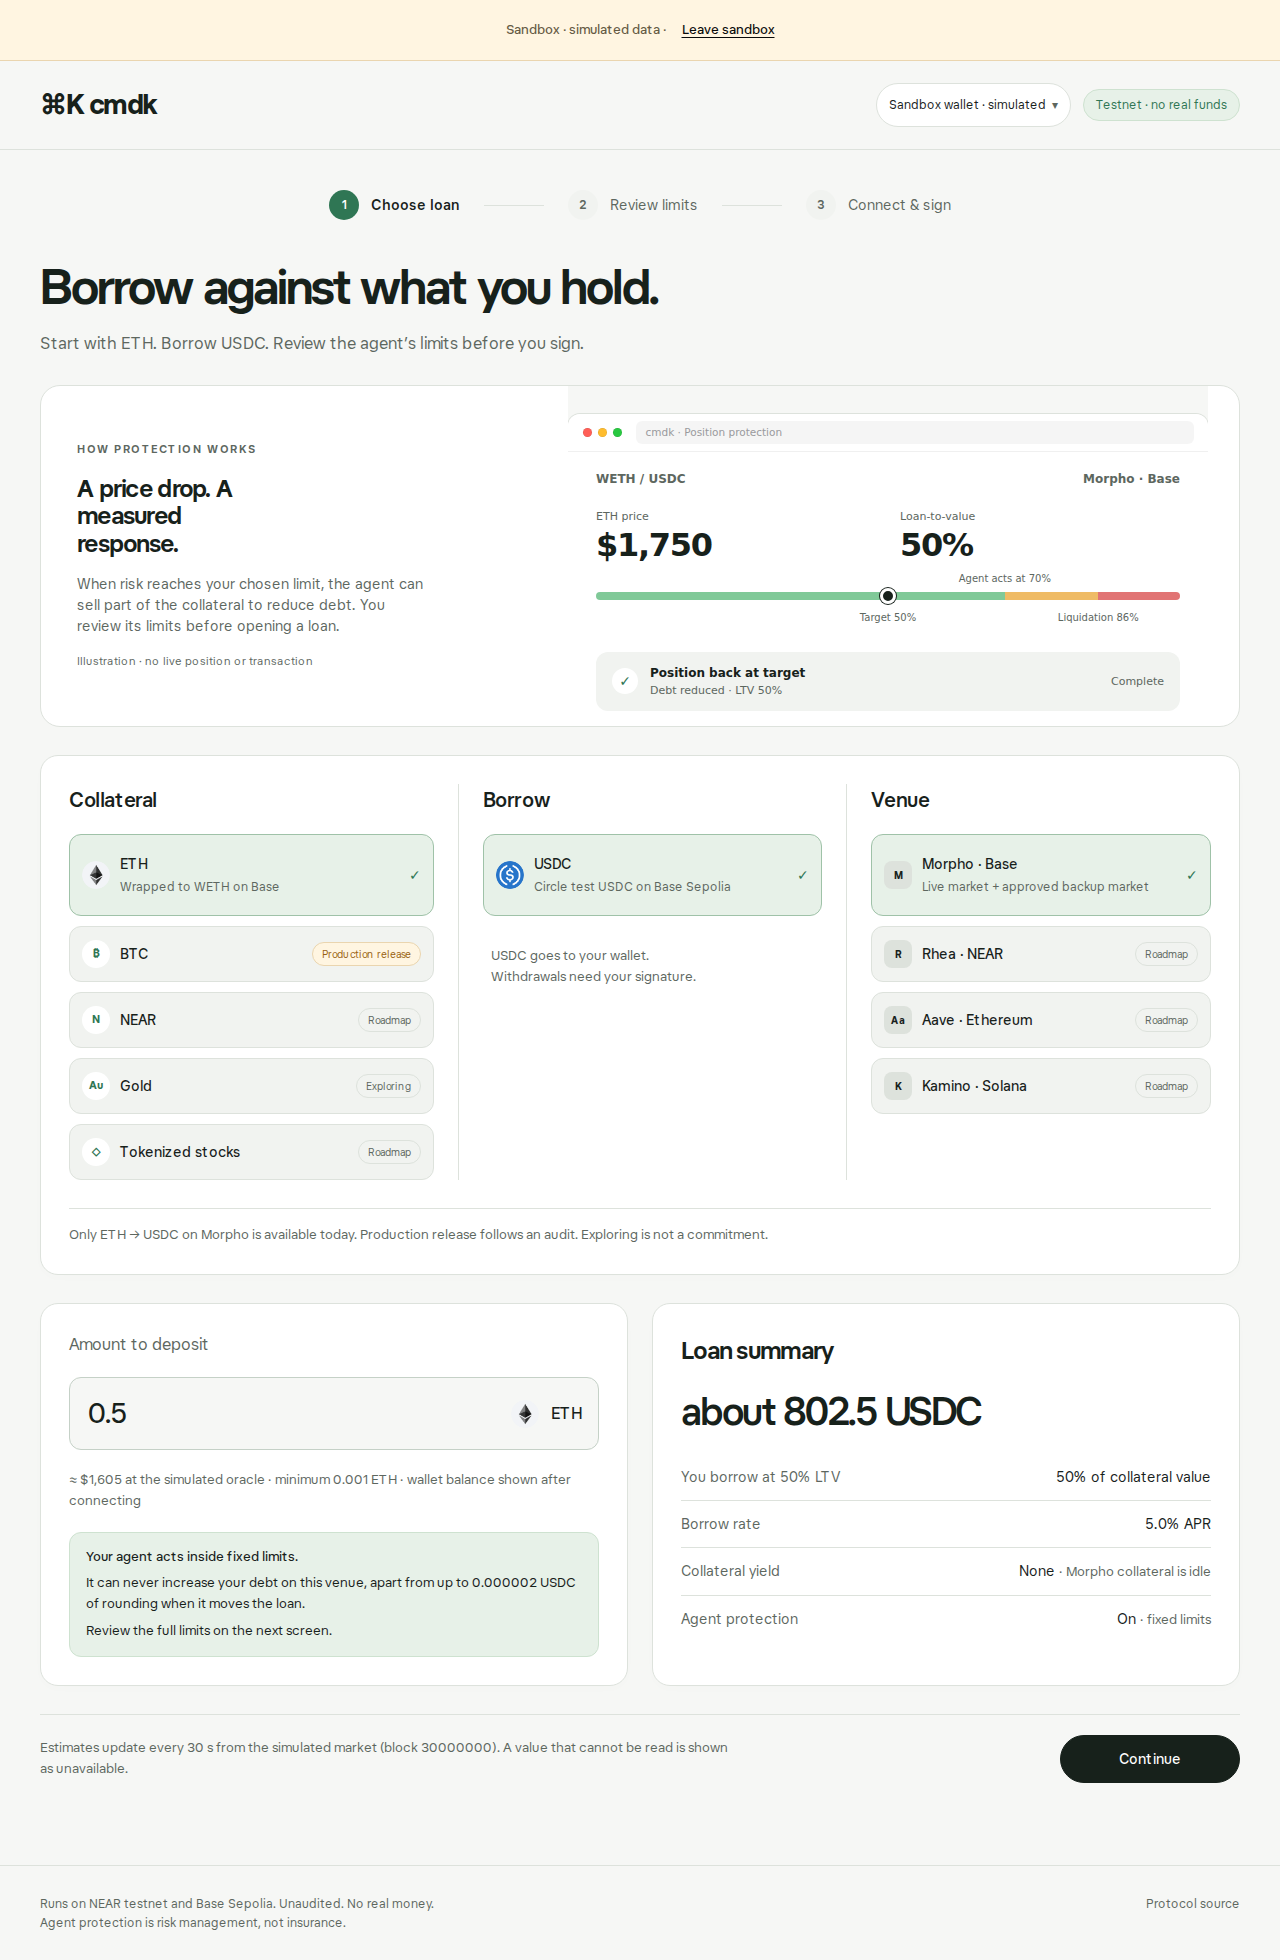 Sandbox · simulated data · Leave sandbox
⌘K cmdk
Sandbox wallet · simulated ▾
Testnet · no real funds
1 Choose loan
2 Review limits
3 Connect & sign
Borrow against what you hold.
Start with ETH. Borrow USDC. Review the agent’s limits before you sign.
HOW PROTECTION WORKS
A price drop. A
measured
response.
When risk reaches your chosen limit, the agent can
sell part of the collateral to reduce debt. You
review its limits before opening a loan.
Illustration · no live position or transaction
cmdk · Position protection
WETH / USDC
Morpho · Base
ETH price
$1,750
Loan-to-value
50%
Agent acts at 70%
Target 50%
Liquidation 86%
✓
Position back at target
Debt reduced · LTV 50%
Complete
Collateral
ETH
Wrapped to WETH on Base
✓
₿ BTC
Production release
N NEAR
Roadmap
Au Gold
Exploring
◇ Tokenized stocks
Roadmap
Borrow
USDC
Circle test USDC on Base Sepolia
✓
USDC goes to your wallet.
Withdrawals need your signature.
Venue
M
Morpho · Base
Live market + approved backup market
✓
R Rhea · NEAR
Roadmap
Aa Aave · Ethereum
Roadmap
K Kamino · Solana
Roadmap
Only ETH → USDC on Morpho is available today. Production release follows an audit. Exploring is not a commitment.
Amount to deposit
0.5
ETH
≈ $1,605 at the simulated oracle · minimum 0.001 ETH · wallet balance shown after
connecting
Your agent acts inside fixed limits.
It can never increase your debt on this venue, apart from up to 0.000002 USDC
of rounding when it moves the loan.
Review the full limits on the next screen.
Loan summary
about 802.5 USDC
You borrow at 50% LTV
50% of collateral value
Borrow rate
5.0% APR
Collateral yield
None · Morpho collateral is idle
Agent protection
On · fixed limits
Estimates update every 30 s from the simulated market (block 30000000). A value that cannot be read is shown
as unavailable.
Continue
Runs on NEAR testnet and Base Sepolia. Unaudited. No real money.
Agent protection is risk management, not insurance.
Protocol source